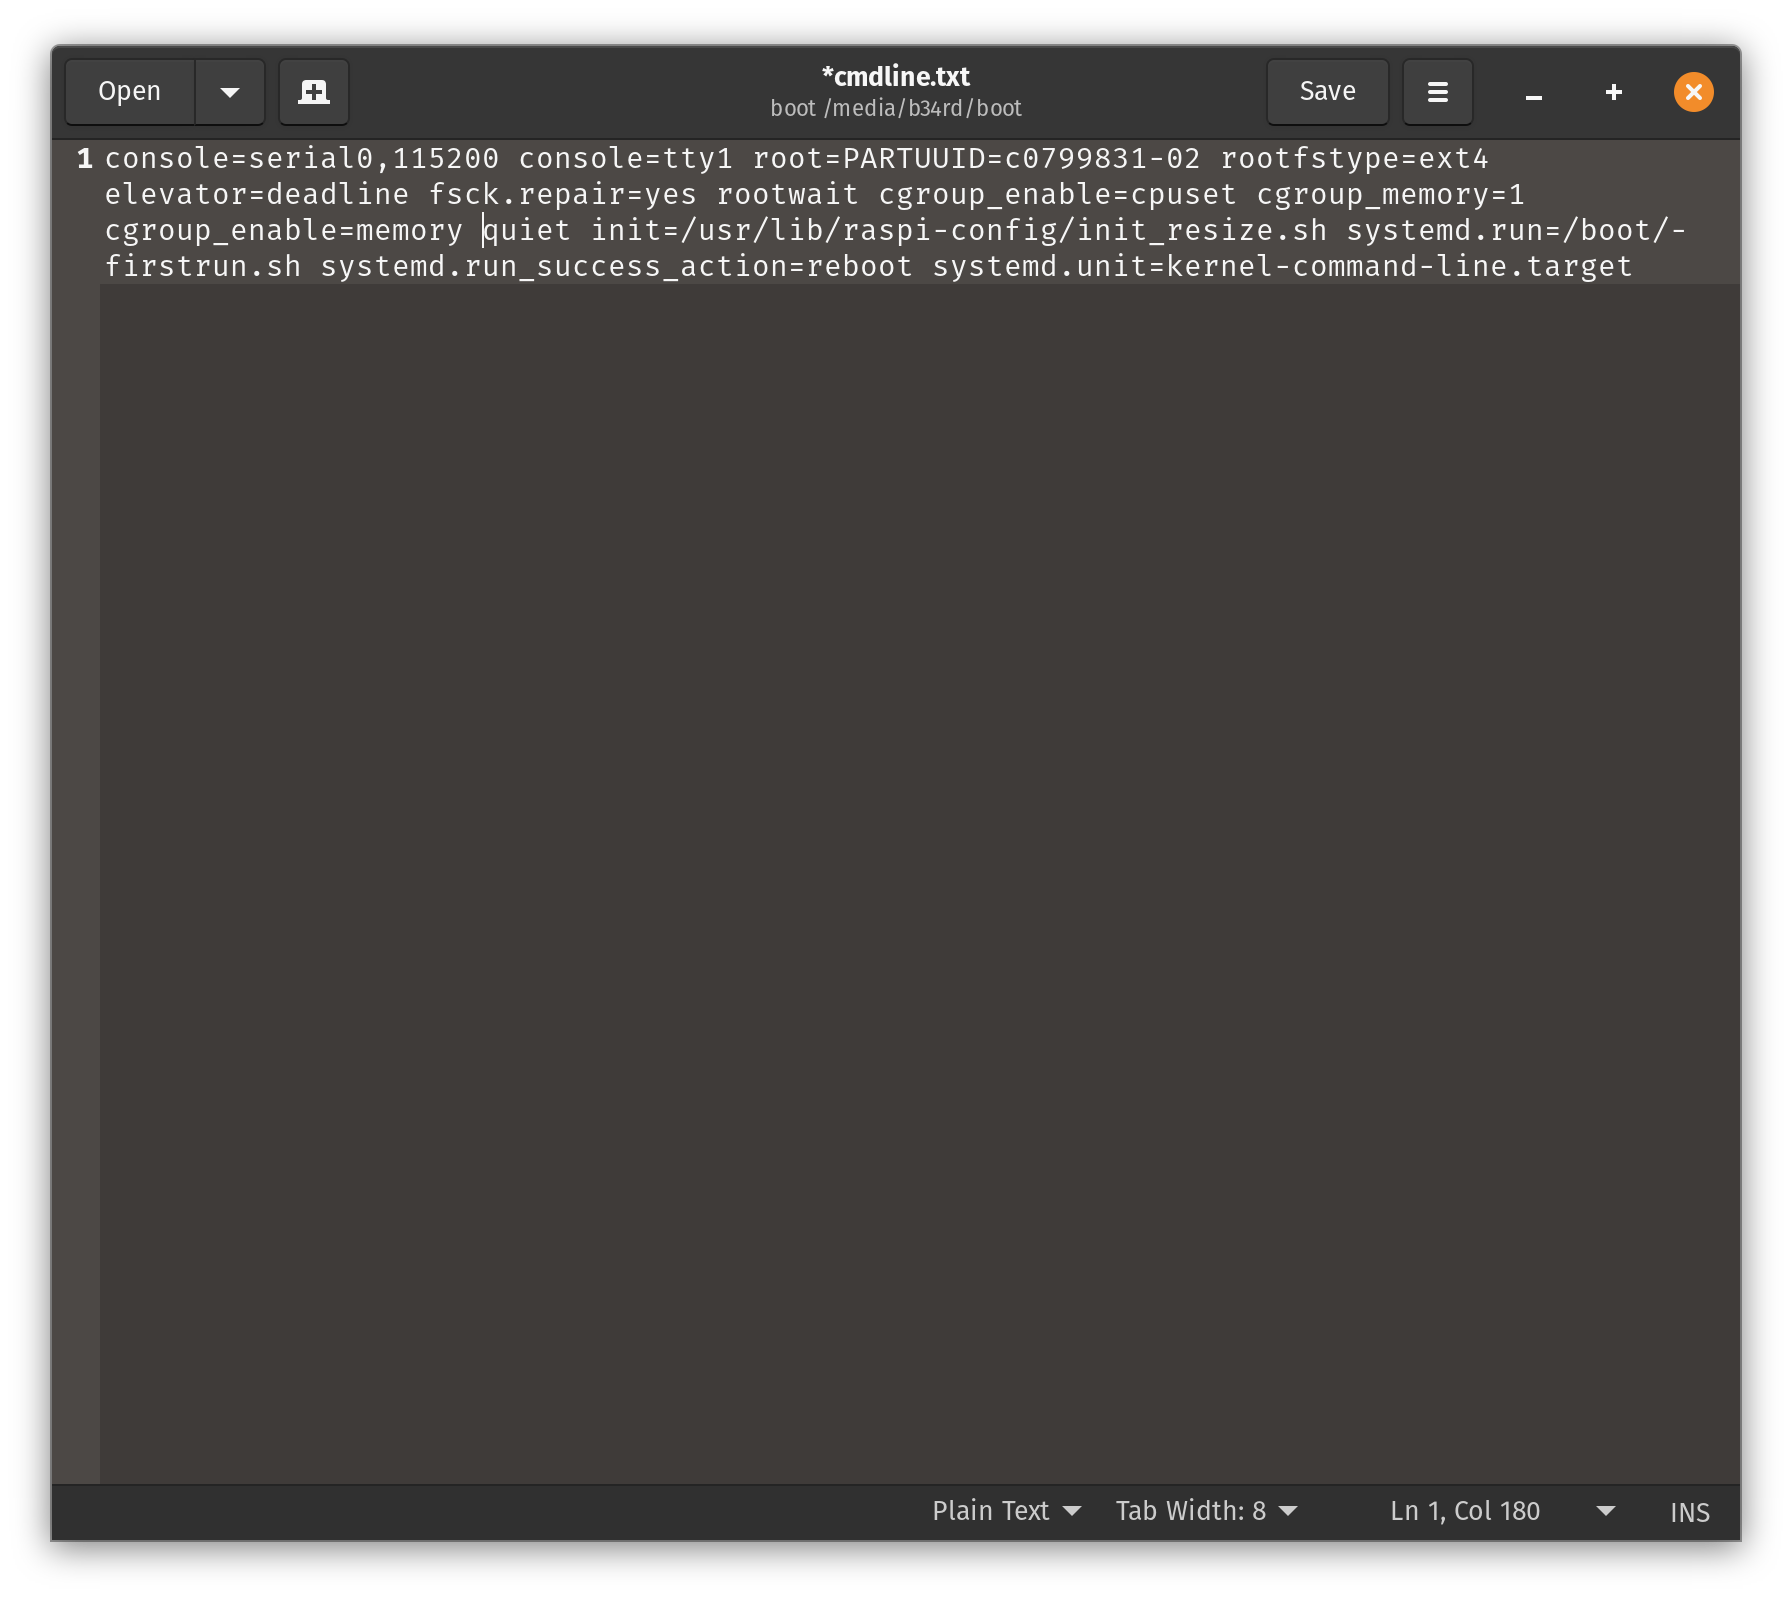 Open
*cmdline.txt
boot /media/b34rd/boot
Save
1 console=serial0,115200 console=tty1 root=PARTUUID=c0799831-02 rootfstype=ext4
elevator=deadline fsck.repair=yes rootwait cgroup_enable=cpuset cgroup_memory=1
cgroup_enable=memory quiet init=/usr/lib/raspi-config/init_resize.sh systemd.run=/boot/-
firstrun.sh systemd.run_success_action=reboot systemd.unit=kernel-command-line.target
Plain Text Tab Width: 8 Ln 1, Col 180 INS